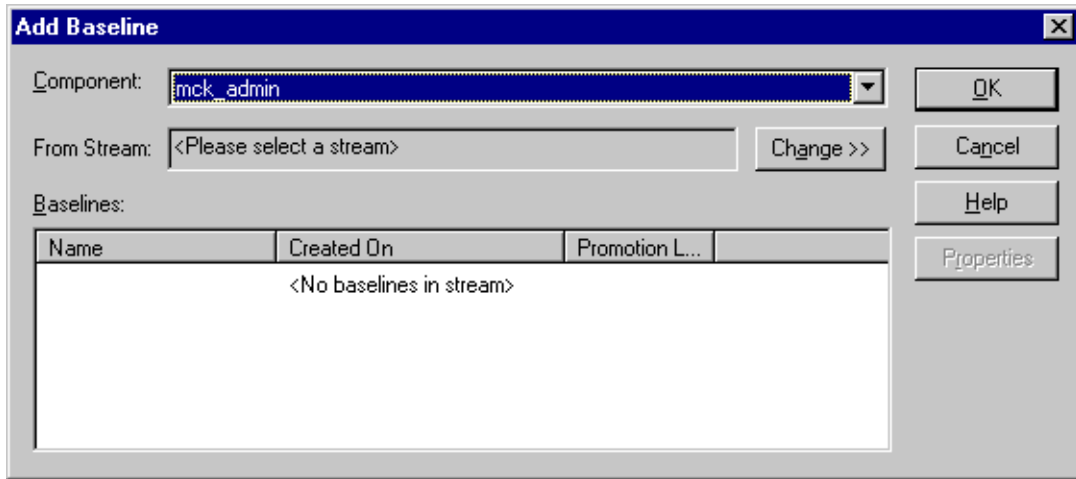 Add Baseline
Component: mck_admin OK
From Stream: <Please select a stream> Change >> Cancel
Baselines: Help
Name Created On Promotion L... Properties
<No baselines in stream>